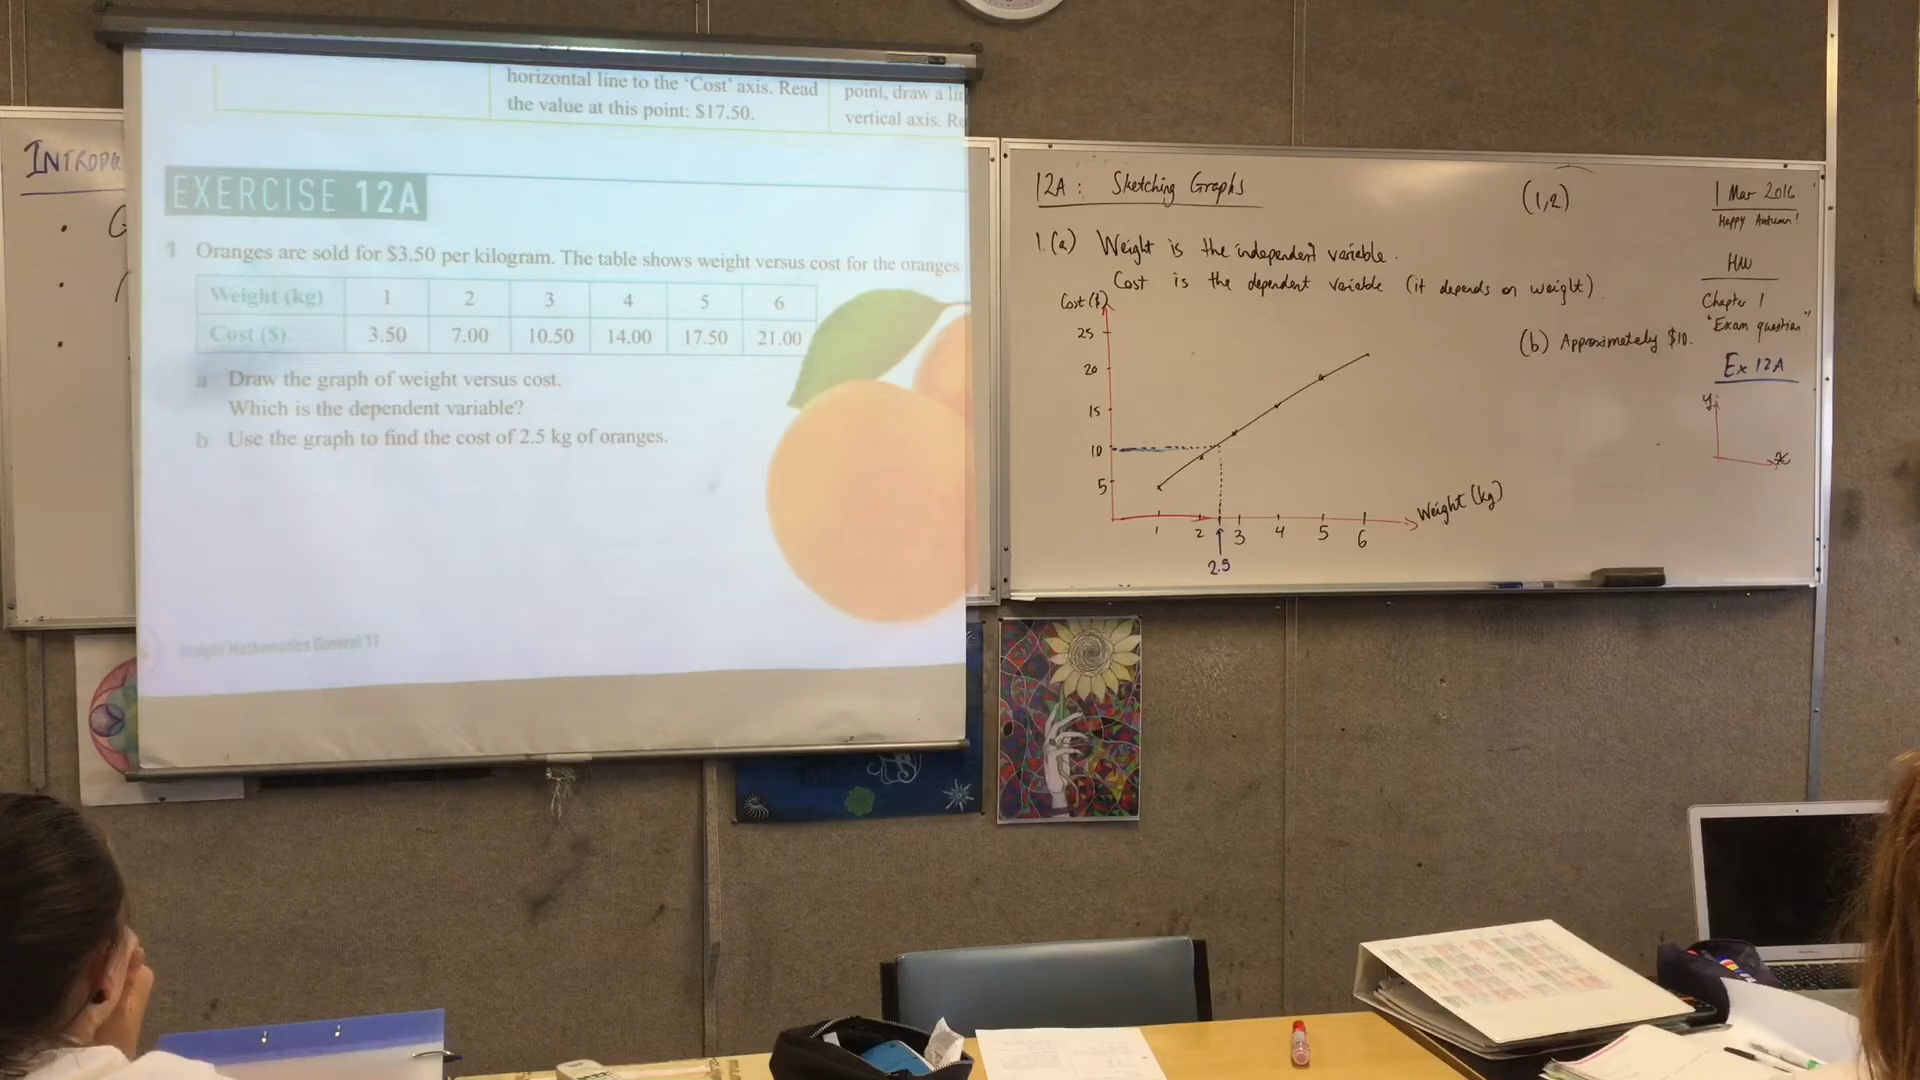 horizontal line to the 'Cost' axis. Read
the value at this point: $17.50.
point, draw a
vertical axis.
EXERCISE 12A
1 Oranges are sold for $3.50 per kilogram. The table shows weight versus cost for the oranges
Weight (kg) 1 2 3 4 5 6
Cost ($) 3.50 7.00 10.50 14.00 17.50 21.00
a Draw the graph of weight versus cost.
Which is the dependent variable?
b Use the graph to find the cost of 2.5 kg of oranges.
Insight Mathematics General 11
12A: Sketching Graphs
(1,2)
1 Mar 2016
Happy Autumn!
1. (a) Weight is the independent variable.
Cost is the dependent variable (it depends on weight).
Cost ($)
25
20
15
10
5
1 2 3 4 5 6
2.5
Weight (kg)
(b) Approximately $10.
HW
Chapter 1
"Exam question"
Ex 12A
y
x